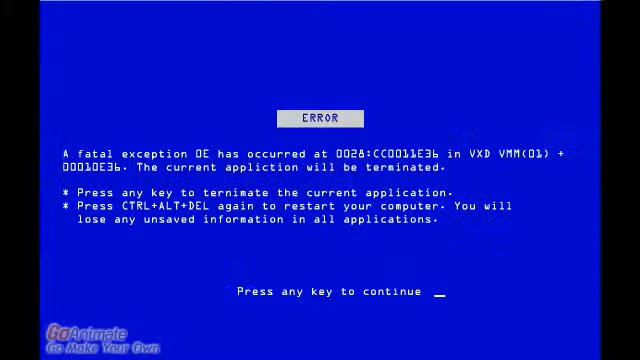 ERROR
A fatal exception 0E has occurred at 0028:CC0011E36 in VXD VMM(01) +
00010E36. The current appliction will be terminated.
* Press any key to ternimate the current application.
* Press CTRL+ALT+DEL again to restart your computer. You will
lose any unsaved information in all applications.
Press any key to continue _
GoAnimate
Go Make Your Own